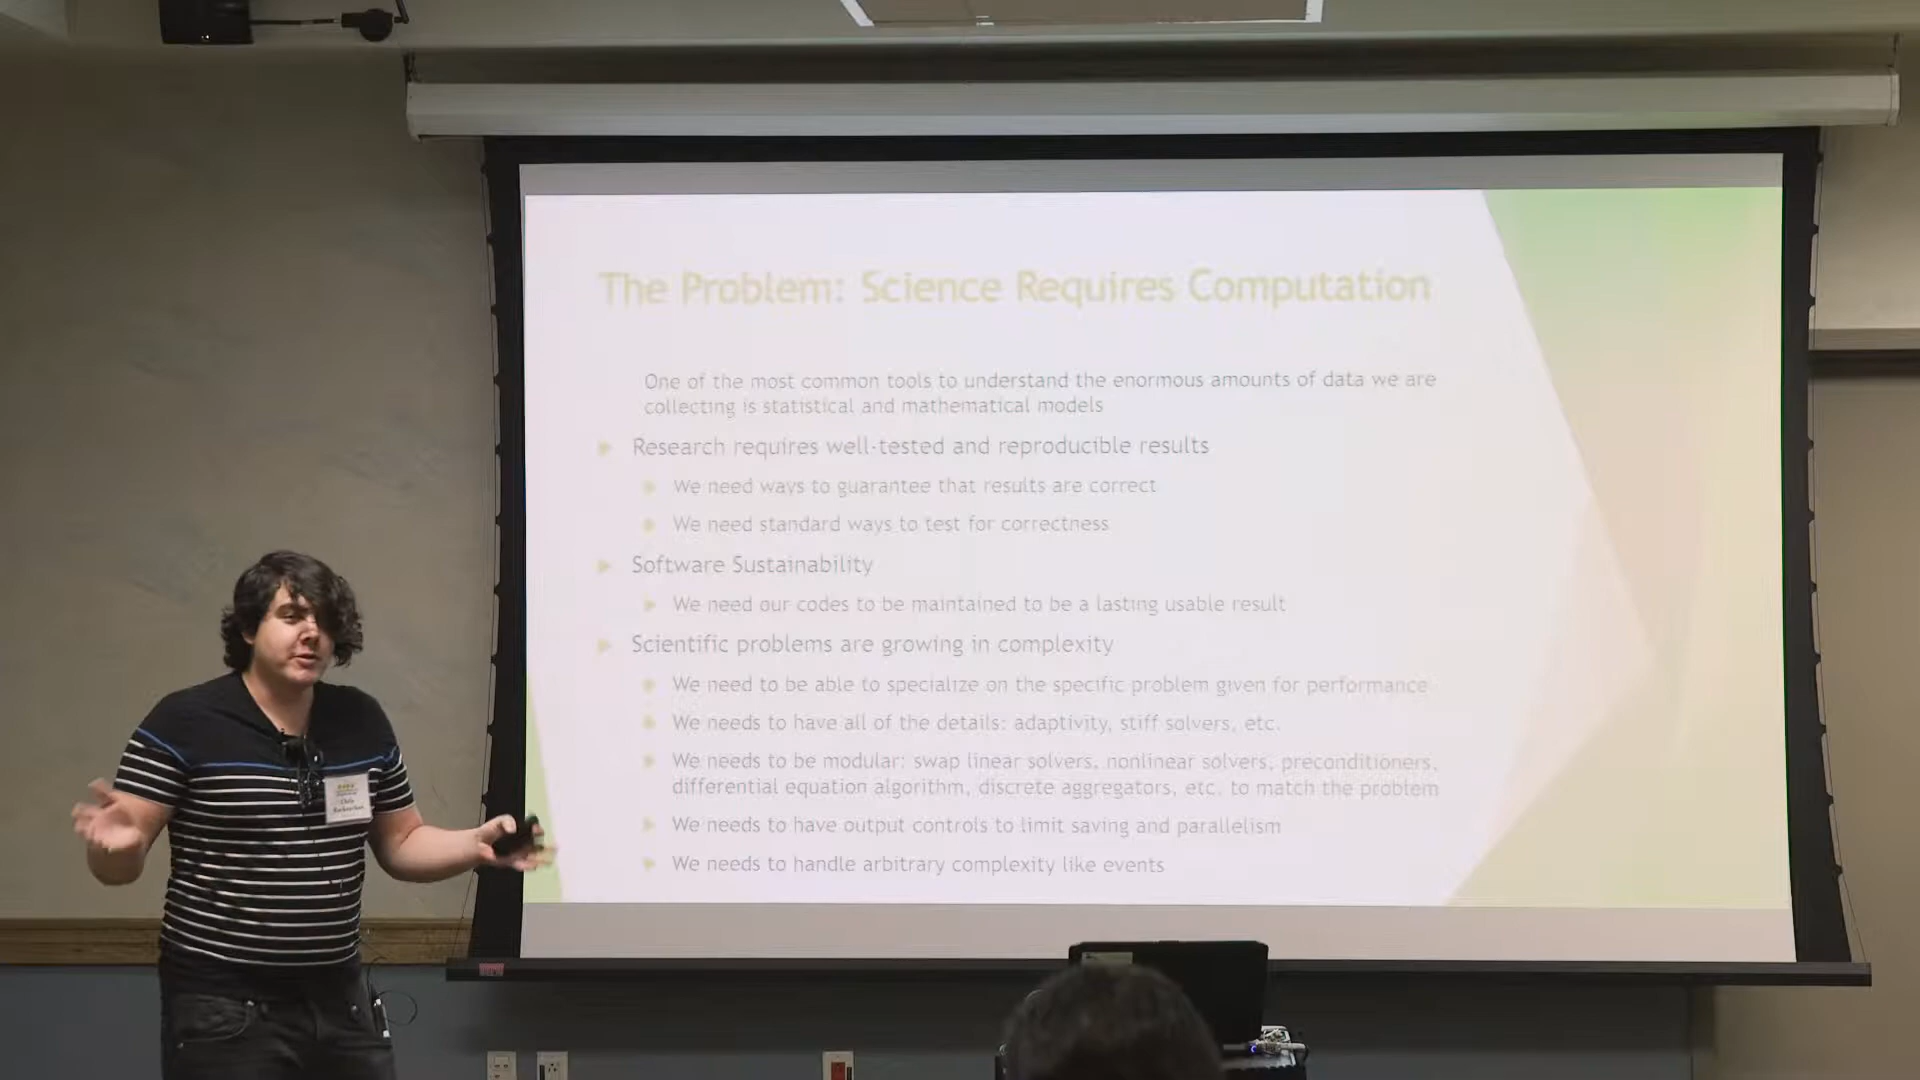 The Problem: Science Requires Computation
One of the most common tools to understand the enormous amounts of data we are
collecting is statistical and mathematical models
Research requires well-tested and reproducible results
We need ways to guarantee that results are correct
We need standard ways to test for correctness
Software Sustainability
We need our codes to be maintained to be a lasting usable result
Scientific problems are growing in complexity
We need to be able to specialize on the specific problem given for performance
We needs to have all of the details: adaptivity, stiff solvers, etc.
We needs to be modular: swap linear solvers, nonlinear solvers, preconditioners,
differential equation algorithm, discrete aggregators, etc. to match the problem
We needs to have output controls to limit saving and parallelism
We needs to handle arbitrary complexity like events
Chris